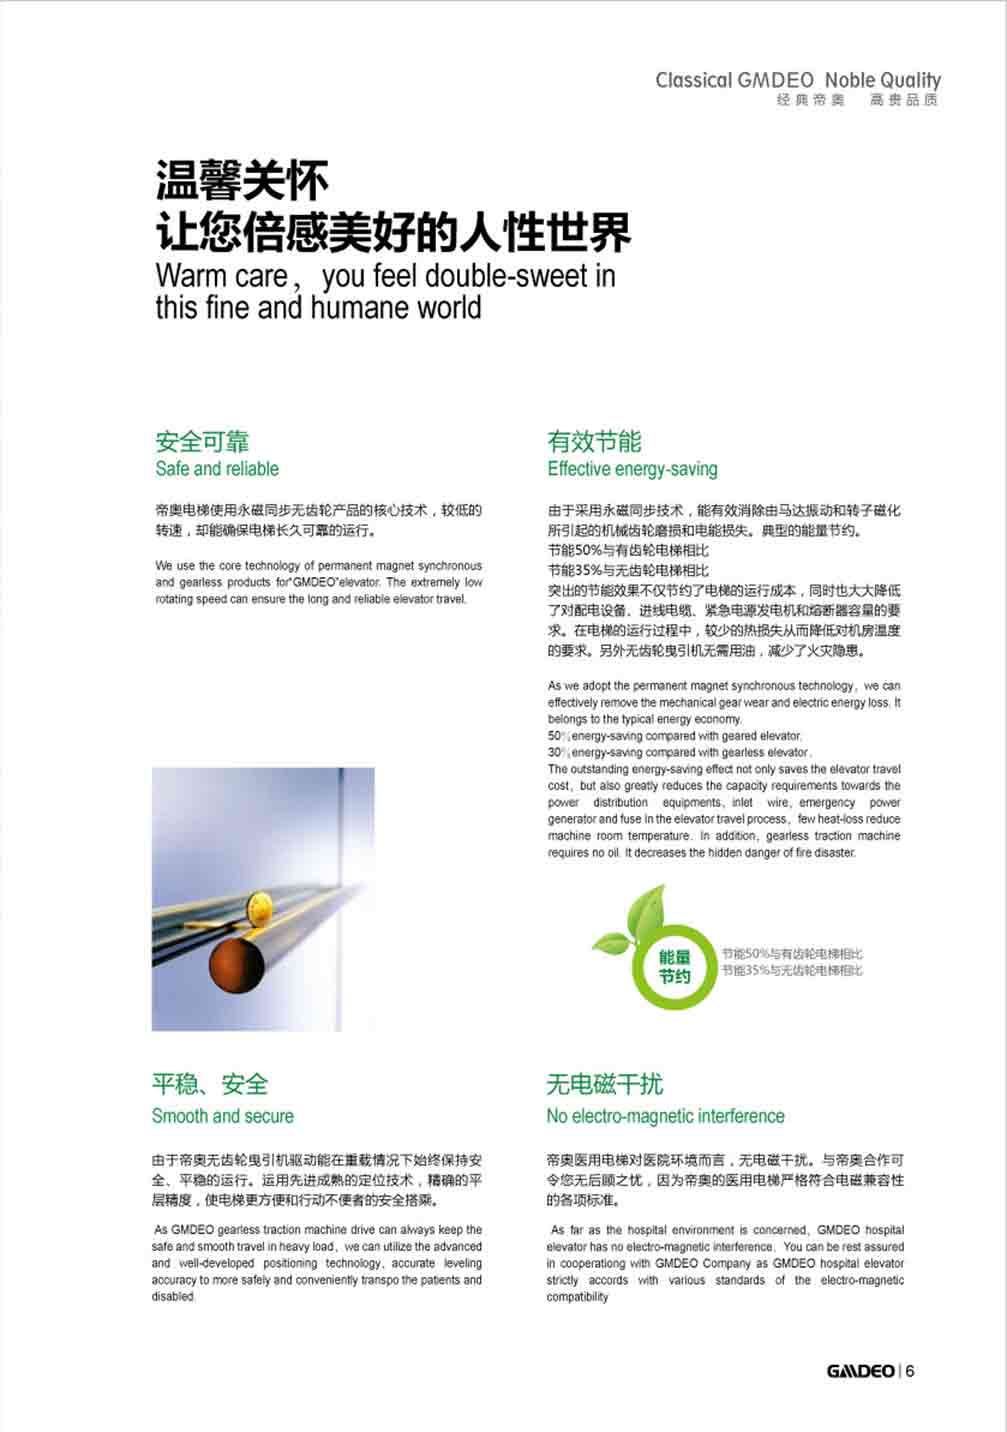 Classical GMDEO Noble Quality
经典帝奥 高贵品质
温馨关怀
让您倍感美好的人性世界
Warm care，you feel double-sweet in
this fine and humane world
安全可靠
Safe and reliable
帝奥电梯使用永磁同步无齿轮产品的核心技术，较低的
转速，却能确保电梯长久可靠的运行。
We use the core technology of permanent magnet synchronous
and gearless products for"GMDEO"elevator. The extremely low
rotating speed can ensure the long and reliable elevator travel.
有效节能
Effective energy-saving
由于采用永磁同步技术，能有效消除由马达振动和转子磁化
所引起的机械齿轮磨损和电能损失。典型的能量节约。
节能50%与有齿轮电梯相比
节能35%与无齿轮电梯相比
突出的节能效果不仅节约了电梯的运行成本，同时也大大降低
了对配电设备、进线电缆、紧急电源发电机和熔断器容量的要
求。在电梯的运行过程中，较少的热损失从而降低对机房温度
的要求。另外无齿轮曳引机无需用油，减少了火灾隐患。
As we adopt the permanent magnet synchronous technology，we can
effectively remove the mechanical gear wear and electric energy loss. It
belongs to the typical energy economy.
50%energy-saving compared with geared elevator.
30%energy-saving compared with gearless elevator.
The outstanding energy-saving effect not only saves the elevator travel
cost，but also greatly reduces the capacity requirements towards the
power distribution equipments，inlet wire，emergency power
generator and fuse In the elevator travel process，few heat-loss reduce
machine room temperature. In addition，gearless traction machine
requires no oil. It decreases the hidden danger of fire disaster.
能量
节约
节能50%与有齿轮电梯相比
节能35%与无齿轮电梯相比
平稳、安全
Smooth and secure
由于帝奥无齿轮曳引机驱动能在重载情况下始终保持安
全、平稳的运行。运用先进成熟的定位技术，精确的平
层精度，使电梯更方便和行动不便者的安全搭乘。
As GMDEO gearless traction machine drive can always keep the
safe and smooth travel in heavy load，we can utilize the advanced
and well-developed positioning technology，accurate leveling
accuracy to more safely and conveniently transpo the patients and
disabled.
无电磁干扰
No electro-magnetic interference
帝奥医用电梯对医院环境而言，无电磁干扰。与帝奥合作可
令您无后顾之忧，因为帝奥的医用电梯严格符合电磁兼容性
的各项标准。
As far as the hospital environment is concerned，GMDEO hospital
elevator has no electro-magnetic interference. You can be rest assured
in cooperationg with GMDEO Company as GMDEO hospital elevator
strictly accords with various standards of the electro-magnetic
compatibility
GMDEO | 6